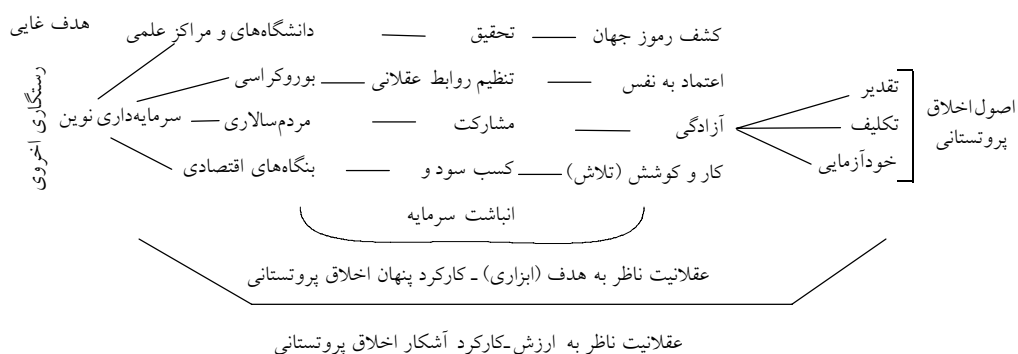 هدف غایی
کشف رموز جهان تحقیق دانشگاه‌های و مراکز علمی
اعتماد به نفس تنظیم روابط عقلانی بوروکراسی
تقدیر
اصول اخلاق
پروتستانی
تکلیف
آزادگی مشارکت مردم‌سالاری سرمایه‌داری نوین
خودآزمایی
کار و کوشش (تلاش) کسب سود و بنگاه‌های اقتصادی
انباشت سرمایه
رستگاری اخروی
عقلانیت ناظر به هدف (ابزاری) ـ کارکرد پنهان اخلاق پروتستانی
عقلانیت ناظر به ارزش‌ـ‌کارکرد آشکار اخلاق پروتستانی